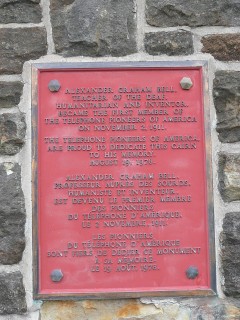 ALEXANDER GRAHAM BELL,
TEACHER OF THE DEAF,
HUMANITARIAN AND INVENTOR,
BECAME THE FIRST MEMBER OF
THE TELEPHONE PIONEERS OF AMERICA
ON NOVEMBER 2, 1911.
THE TELEPHONE PIONEERS OF AMERICA
ARE PROUD TO DEDICATE THIS CAIRN
TO HIS MEMORY.
AUGUST 1978.
ALEXANDER GRAHAM BELL,
PROFESSEUR AUPRÈS DES SOURDS,
HUMANISTE ET INVENTEUR,
EST DEVENU LE PREMIER MEMBRE
DES PIONNIERS
DU TÉLÉPHONE D'AMÉRIQUE
LE 2 NOVEMBRE, 1911.
LES PIONNIERS
DU TÉLÉPHONE D'AMÉRIQUE
SONT FIERS DE DÉDIER CE MONUMENT
À SA MÉMOIRE.
LE AOÛT, 1978.